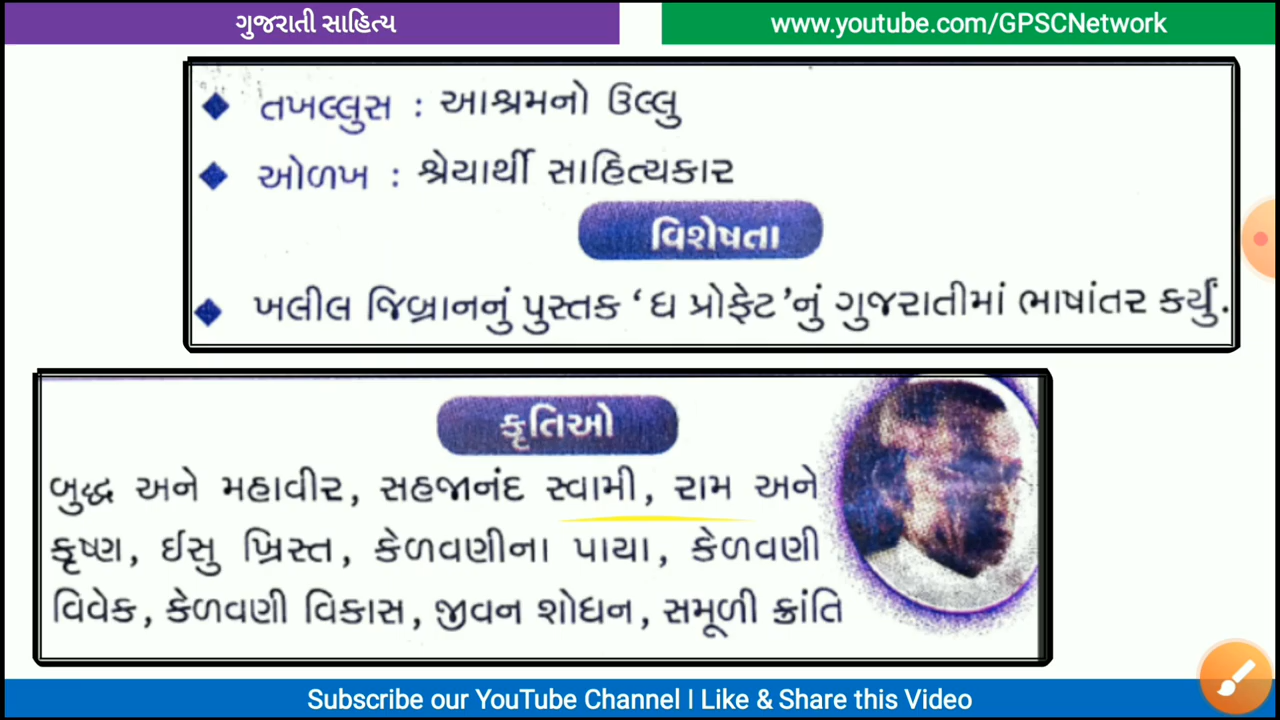 ગુજરાતી સાહિત્ય
www.youtube.com/GPSCNetwork
તખલ્લુસ : આશ્રમનો ઉલ્લુ
ઓળખ : શ્રેયાર્થી સાહિત્યકાર
વિશેષતા
ખલીલ જિબ્રાનનું પુસ્તક ‘ધ પ્રોફેટ’નું ગુજરાતીમાં ભાષાંતર કર્યું.
કૃતિઓ
બુદ્ધ અને મહાવીર, સહજાનંદ સ્વામી, રામ અને
કૃષ્ણ, ઈસુ ખ્રિસ્ત, કેળવણીના પાયા, કેળવણી
વિવેક, કેળવણી વિકાસ, જીવન શોધન, સમૂળી ક્રાંતિ
Subscribe our YouTube Channel | Like & Share this Video